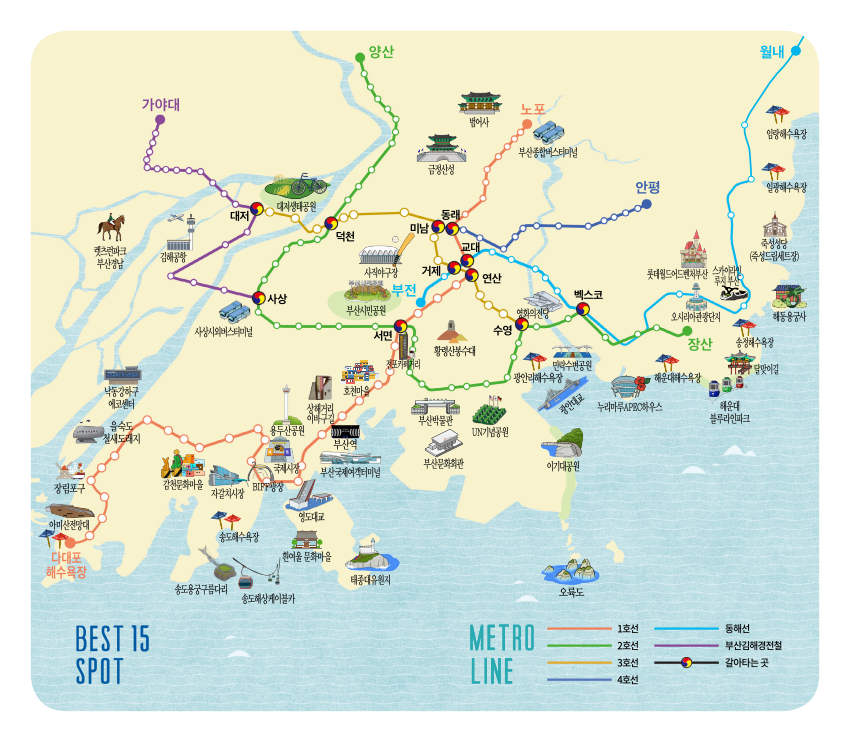 양산
월내
가야대
노포
범어사
부산종합버스터미널
임랑해수욕장
금정산성
일광해수욕장
안평
대저생태공원
대저
동래
미남
덕천
교대
렛츠런파크
부산경남
김해공항
죽성성당
(죽성드림세트장)
사직야구장
거제
연산
롯데월드어드벤처부산
스카이라인
루지 부산
부전
벡스코
사상
부산시민공원
영화의전당
오시리아관광단지
해동용궁사
사상시외버스터미널
서면
수영
장산
송정해수욕장
황령산봉수대
전포카페거리
민락수변공원
광안리해수욕장
해운대해수욕장
달맞이길
호천마을
낙동강하구
에코센터
상해거리
이바구길
부산박물관
UN기념공원
광안대교
누리마루APEC하우스
해운대
블루라인파크
을숙도
철새도래지
용두산공원
부산역
국제시장
부산문화회관
이기대공원
부산국제여객터미널
장림포구
감천문화마을
자갈치시장
BIFF광장
아미산전망대
영도대교
송도해수욕장
다대포
해수욕장
흰여울 문화마을
태종대유원지
송도용궁구름다리
송도해상케이블카
오륙도
BEST 15
SPOT
METRO
LINE
1호선
2호선
3호선
4호선
동해선
부산김해경전철
갈아타는 곳